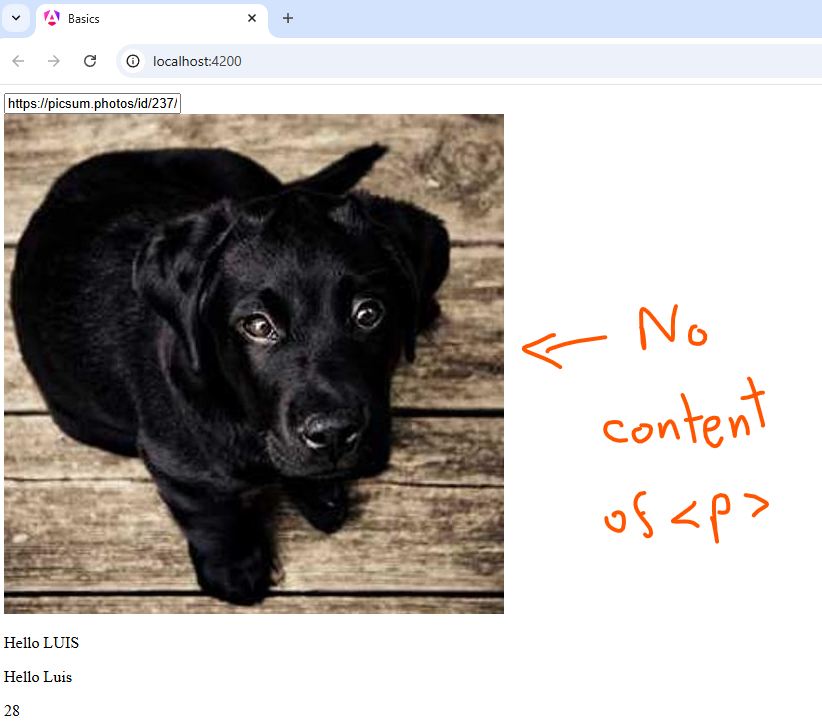 Basics
localhost:4200
https://picsum.photos/id/237/
No
content
of <p>
Hello LUIS
Hello Luis
28